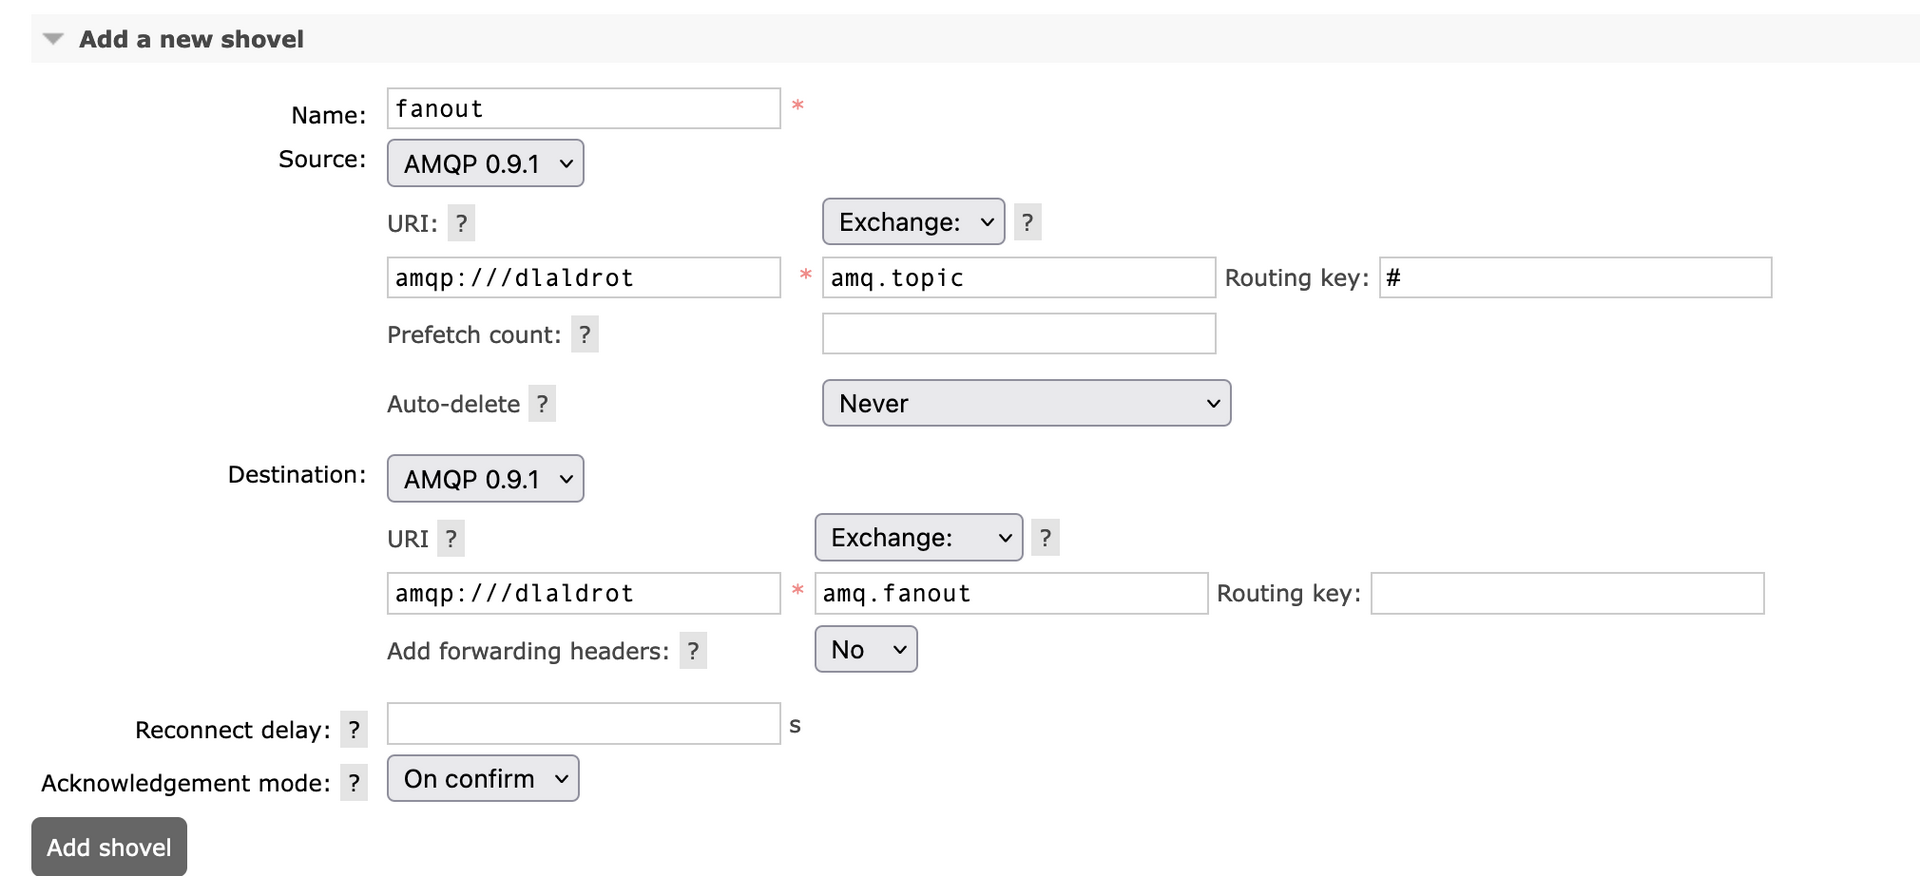 Add a new shovel
Name: fanout *
Source: AMQP 0.9.1
URI: ? Exchange: ?
amqp:///dlaldrot * amq.topic Routing key: #
Prefetch count: ?
Auto-delete ? Never
Destination: AMQP 0.9.1
URI ? Exchange: ?
amqp:///dlaldrot * amq.fanout Routing key:
Add forwarding headers: ? No
Reconnect delay: ? s
Acknowledgement mode: ? On confirm
Add shovel